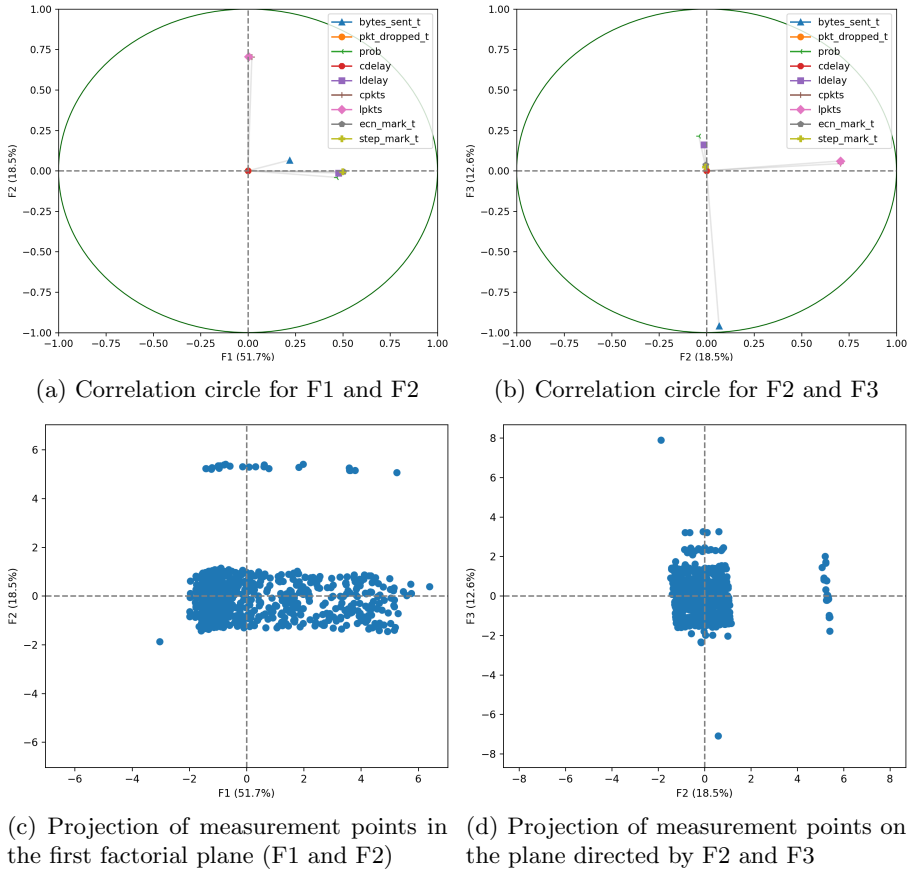 1.00
0.75
0.50
0.25
0.00
−0.25
−0.50
−0.75
−1.00
F2 (18.5%)
−1.00 −0.75 −0.50 −0.25 0.00 0.25 0.50 0.75 1.00
F1 (51.7%)
bytes_sent_t
pkt_dropped_t
prob
cdelay
ldelay
cpkts
lpkts
ecn_mark_t
step_mark_t
(a) Correlation circle for F1 and F2
1.00
0.75
0.50
0.25
0.00
−0.25
−0.50
−0.75
−1.00
F3 (12.6%)
−1.00 −0.75 −0.50 −0.25 0.00 0.25 0.50 0.75 1.00
F2 (18.5%)
bytes_sent_t
pkt_dropped_t
prob
cdelay
ldelay
cpkts
lpkts
ecn_mark_t
step_mark_t
(b) Correlation circle for F2 and F3
6
4
2
0
−2
−4
−6
F2 (18.5%)
−6 −4 −2 0 2 4 6
F1 (51.7%)
(c) Projection of measurement points in
the first factorial plane (F1 and F2)
8
6
4
2
0
−2
−4
−6
−8
F3 (12.6%)
−8 −6 −4 −2 0 2 4 6 8
F2 (18.5%)
(d) Projection of measurement points on
the plane directed by F2 and F3